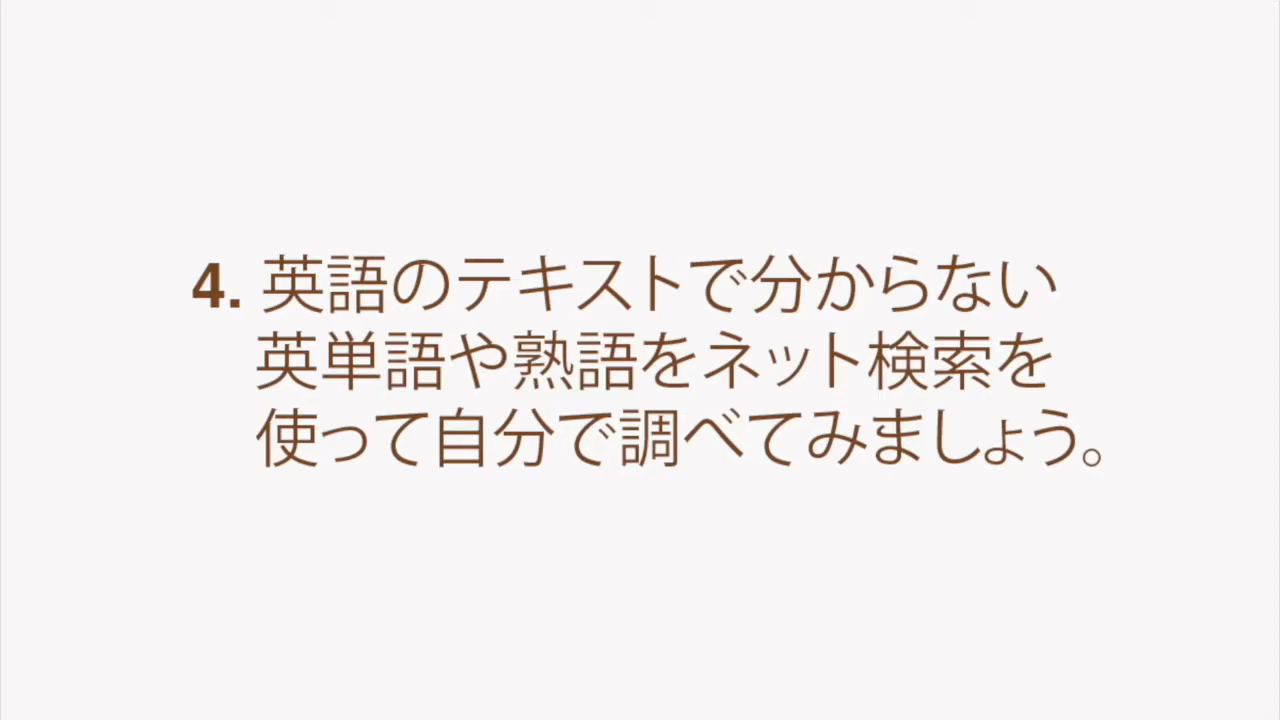 4. 英語のテキストで分からない
英単語や熟語をネット検索を
使って自分で調べてみましょう。